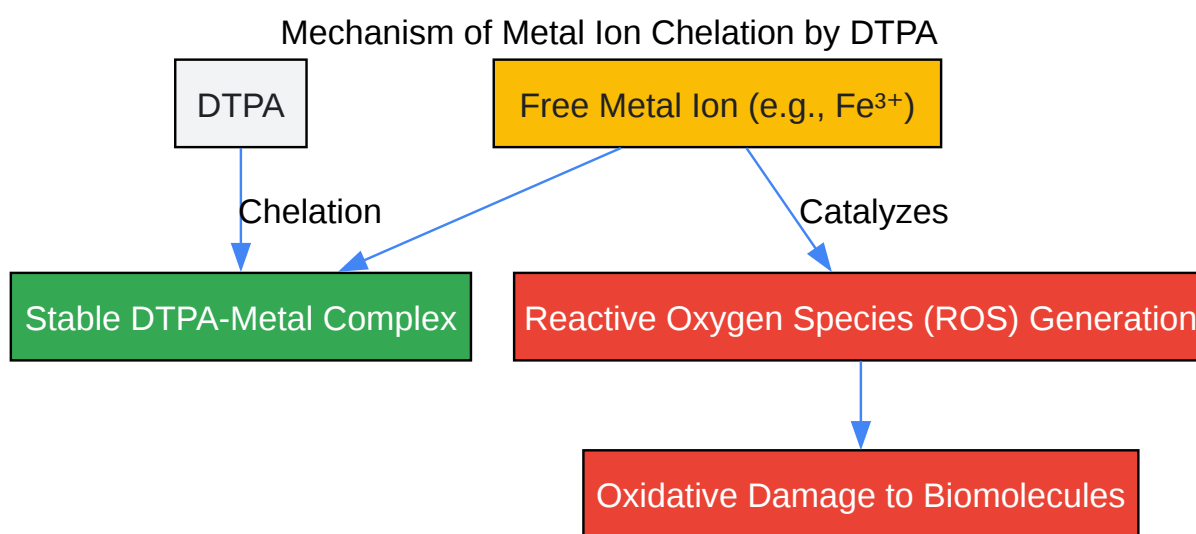 Mechanism of Metal Ion Chelation by DTPA
DTPA
Free Metal Ion (e.g., Fe³⁺)
Chelation
Catalyzes
Stable DTPA-Metal Complex
Reactive Oxygen Species (ROS) Generation
Oxidative Damage to Biomolecules